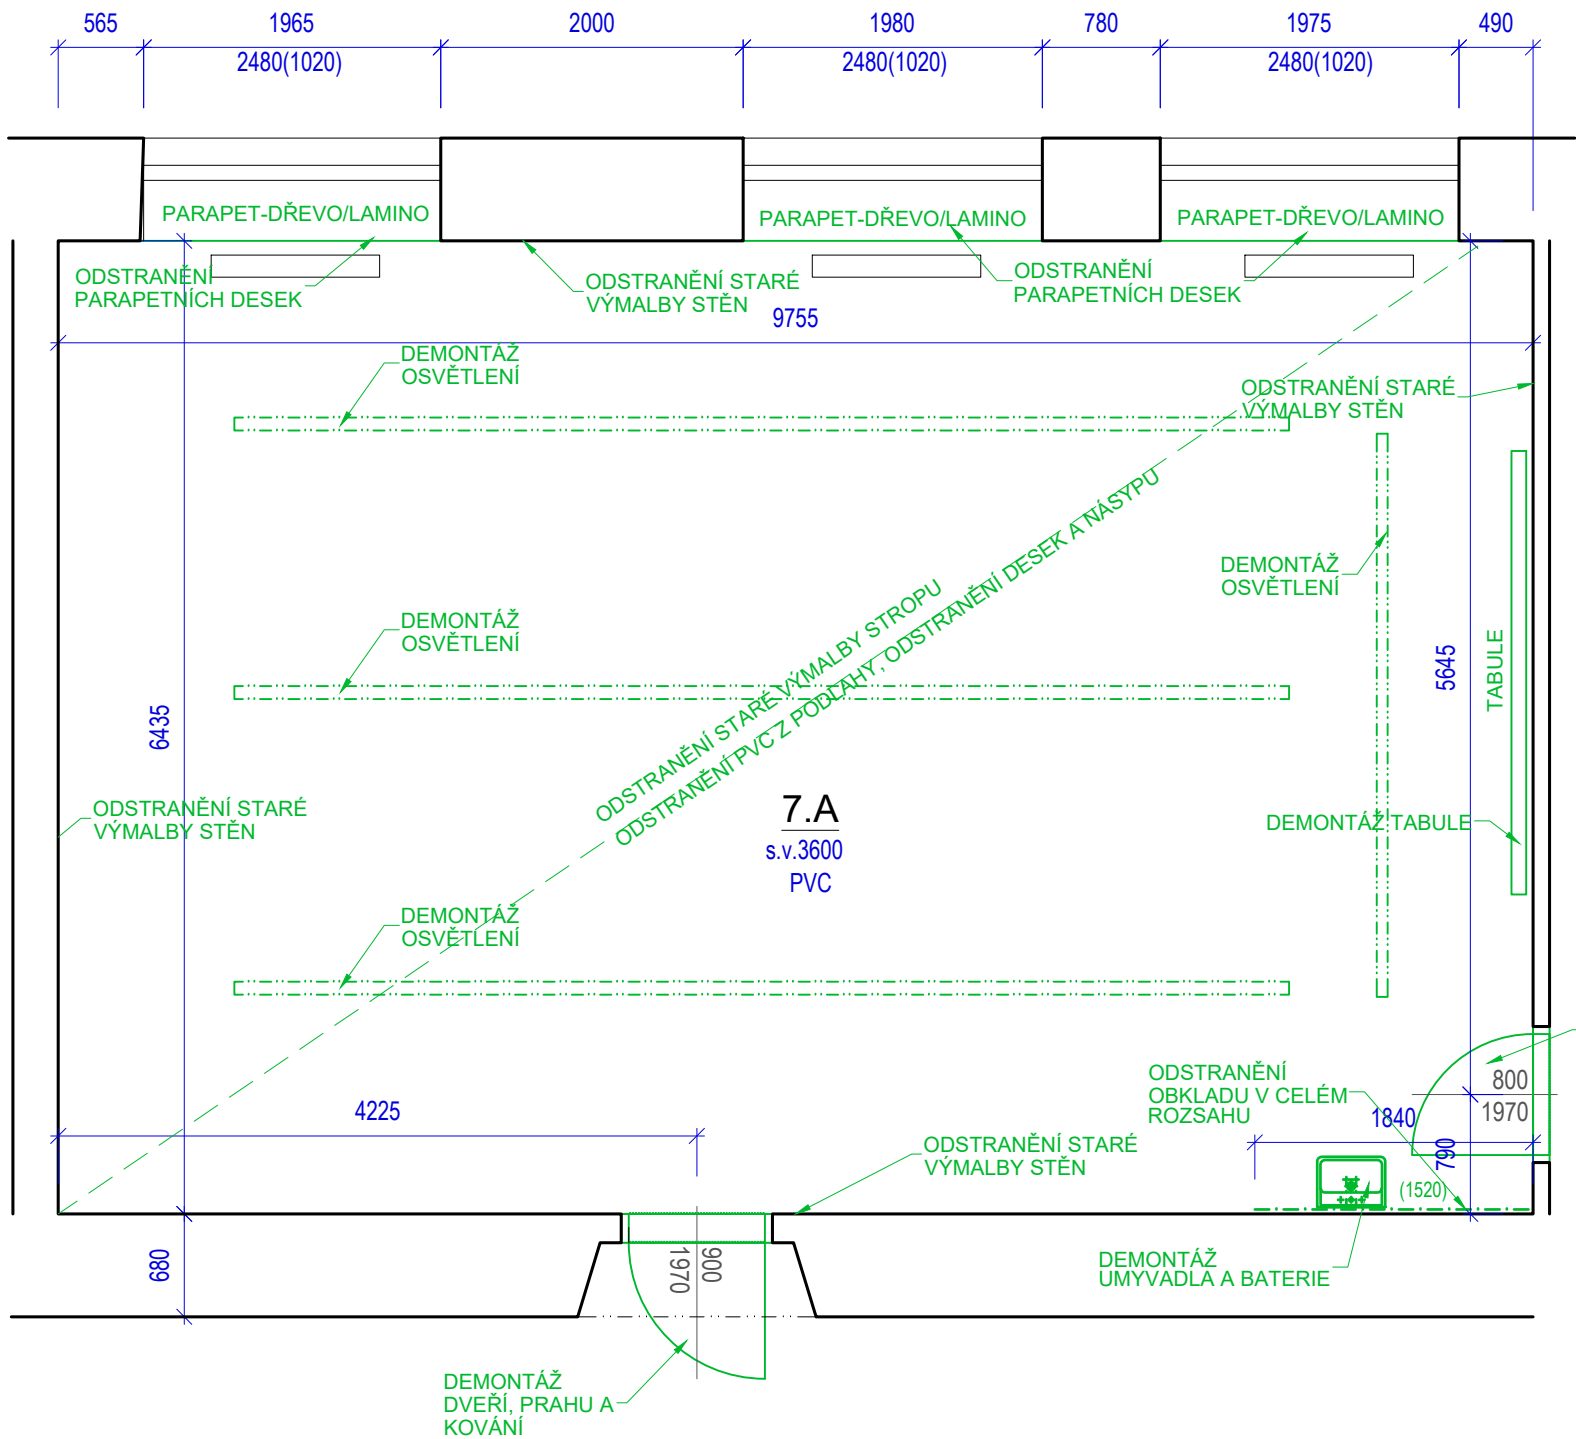 565
1965
2000
1980
780
1975
490
2480(1020)
2480(1020)
2480(1020)
PARAPET-DŘEVO/LAMINO
PARAPET-DŘEVO/LAMINO
PARAPET-DŘEVO/LAMINO
ODSTRANĚNÍ
PARAPETNÍCH DESEK
ODSTRANĚNÍ STARÉ
VÝMALBY STĚN
ODSTRANĚNÍ
PARAPETNÍCH DESEK
9755
DEMONTÁŽ
OSVĚTLENÍ
ODSTRANĚNÍ STARÉ
VÝMALBY STĚN
DEMONTÁŽ
OSVĚTLENÍ
DEMONTÁŽ
OSVĚTLENÍ
ODSTRANĚNÍ STARÉ VÝMALBY STROPU
ODSTRANĚNÍ PVC Z PODLAHY, ODSTRANĚNÍ DESEK A NÁSYPU
5645
TABULE
6435
7.A
s.v.3600
PVC
ODSTRANĚNÍ STARÉ
VÝMALBY STĚN
DEMONTÁŽ TABULE
DEMONTÁŽ
OSVĚTLENÍ
ODSTRANĚNÍ
OBKLADU V CELÉM
ROZSAHU
800
1970
4225
1840
790
(1520)
ODSTRANĚNÍ STARÉ
VÝMALBY STĚN
680
900
1970
DEMONTÁŽ
UMYVADLA A BATERIE
DEMONTÁŽ
DVEŘÍ, PRAHU A
KOVÁNÍ